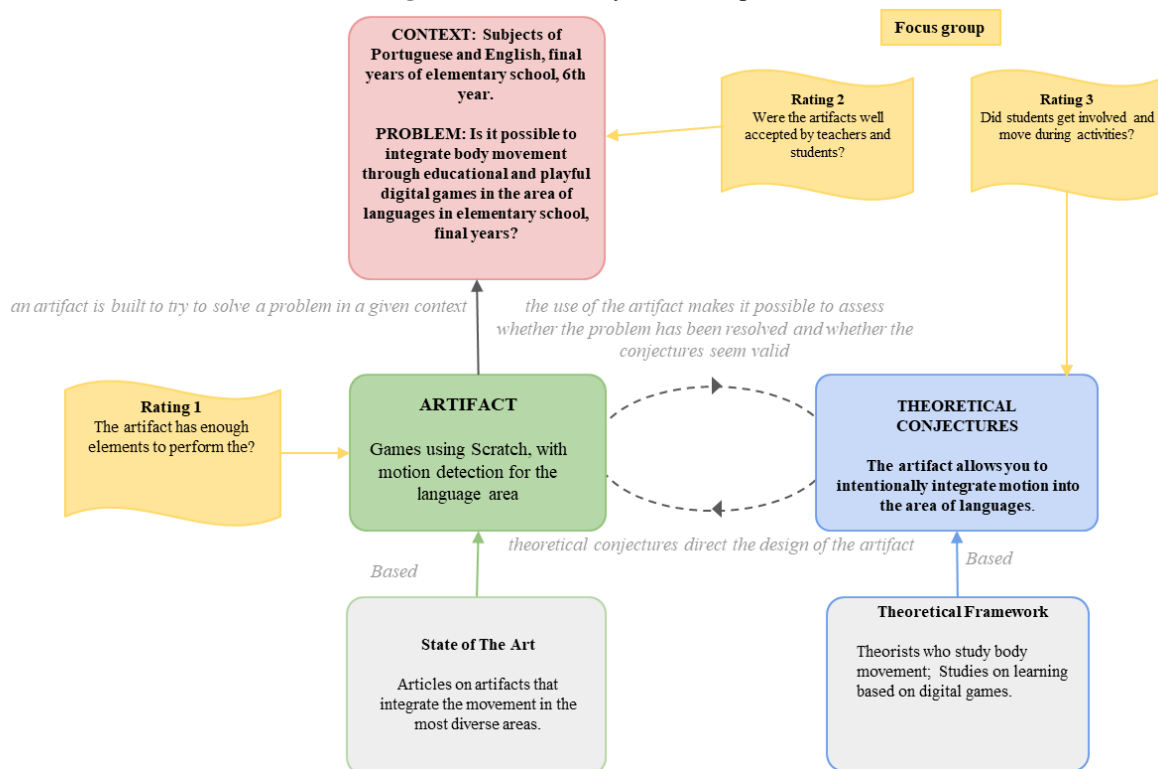 CONTEXT: Subjects of
Portuguese and English, final
years of elementary school, 6th
year.
PROBLEM: Is it possible to
integrate body movement
through educational and playful
digital games in the area of
languages in elementary school,
final years?
Focus group
Rating 2
Were the artifacts well
accepted by teachers and
students?
Rating 3
Did students get involved and
move during activities?
an artifact is built to try to solve a problem in a given context
the use of the artifact makes it possible to assess
whether the problem has been resolved and whether the
conjectures seem valid
Rating 1
The artifact has enough
elements to perform the?
ARTIFACT
Games using Scratch, with
motion detection for the
language area
THEORETICAL
CONJECTURES
The artifact allows you to
intentionally integrate motion into
the area of languages.
theoretical conjectures direct the design of the artifact
Based
Based
State of The Art
Articles on artifacts that
integrate the movement in the
most diverse areas.
Theoretical Framework
Theorists who study body
movement; Studies on learning
based on digital games.